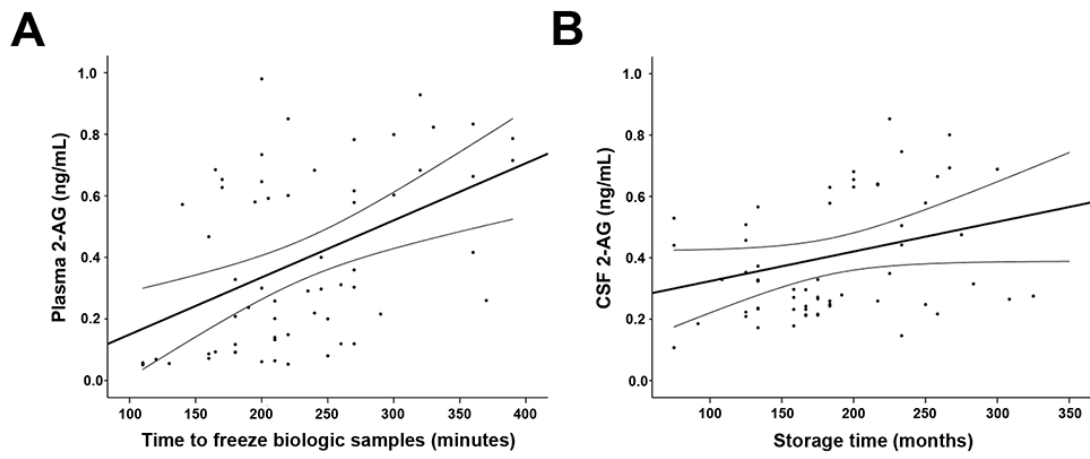 A
Plasma 2-AG (ng/mL)
1.0
0.8
0.6
0.4
0.2
0.0
100 150 200 250 300 350 400
Time to freeze biologic samples (minutes)
B
CSF 2-AG (ng/mL)
1.0
0.8
0.6
0.4
0.2
0.0
100 150 200 250 300 350
Storage time (months)